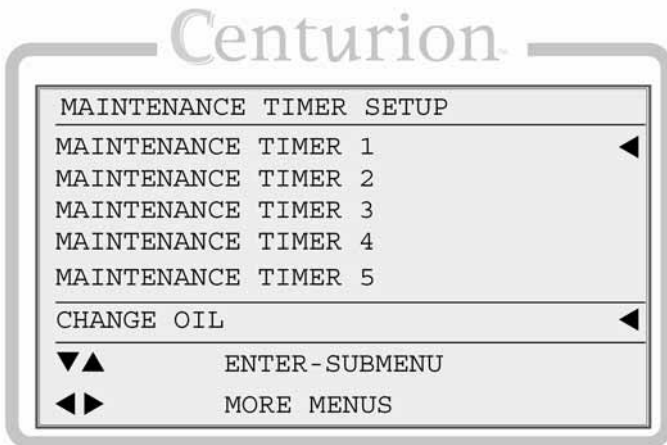 Centurion
MAINTENANCE TIMER SETUP
MAINTENANCE TIMER 1 ◀
MAINTENANCE TIMER 2
MAINTENANCE TIMER 3
MAINTENANCE TIMER 4
MAINTENANCE TIMER 5
CHANGE OIL ◀
▼▲ ENTER-SUBMENU
◀▶ MORE MENUS